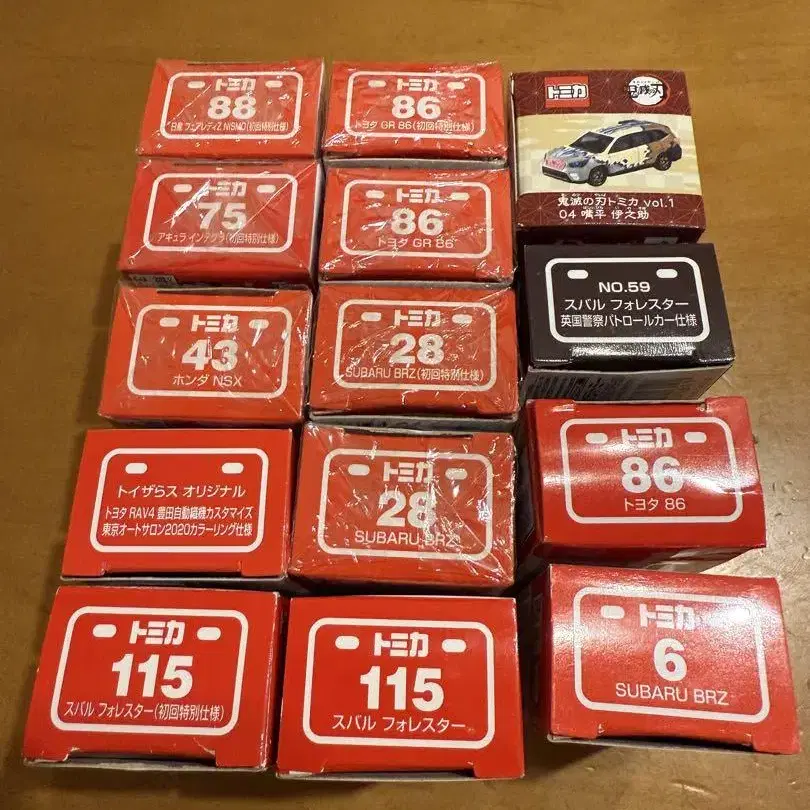 トミカ
88
日産 フェアレディZ NISMO(初回特別仕様)
トミカ
86
トヨタ GR 86(初回特別仕様)
トミカ
鬼滅の刃
鬼滅の刃トミカ vol.1
04 嘴平 伊之助
トミカ
75
アキュラ インテグラ(初回特別仕様)
トミカ
86
トヨタ GR 86
NO.59
スバル フォレスター
英国警察パトロールカー仕様
トミカ
43
ホンダ NSX
トミカ
28
SUBARU BRZ(初回特別仕様)
トミカ
86
トヨタ 86
トイザらス オリジナル
トヨタ RAV4 豊田自動織機カスタマイズ
東京オートサロン2020カラーリング仕様
トミカ
28
SUBARU BRZ
トミカ
6
SUBARU BRZ
トミカ
115
スバル フォレスター(初回特別仕様)
トミカ
115
スバル フォレスター